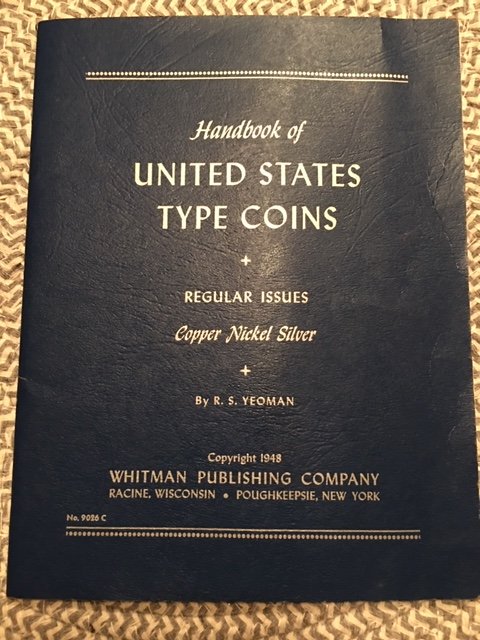 Handbook of
UNITED STATES
TYPE COINS
+
REGULAR ISSUES
Copper Nickel Silver
+
By R. S. YEOMAN
Copyright 1948
WHITMAN PUBLISHING COMPANY
RACINE, WISCONSIN • POUGHKEEPSIE, NEW YORK
No. 9026 C